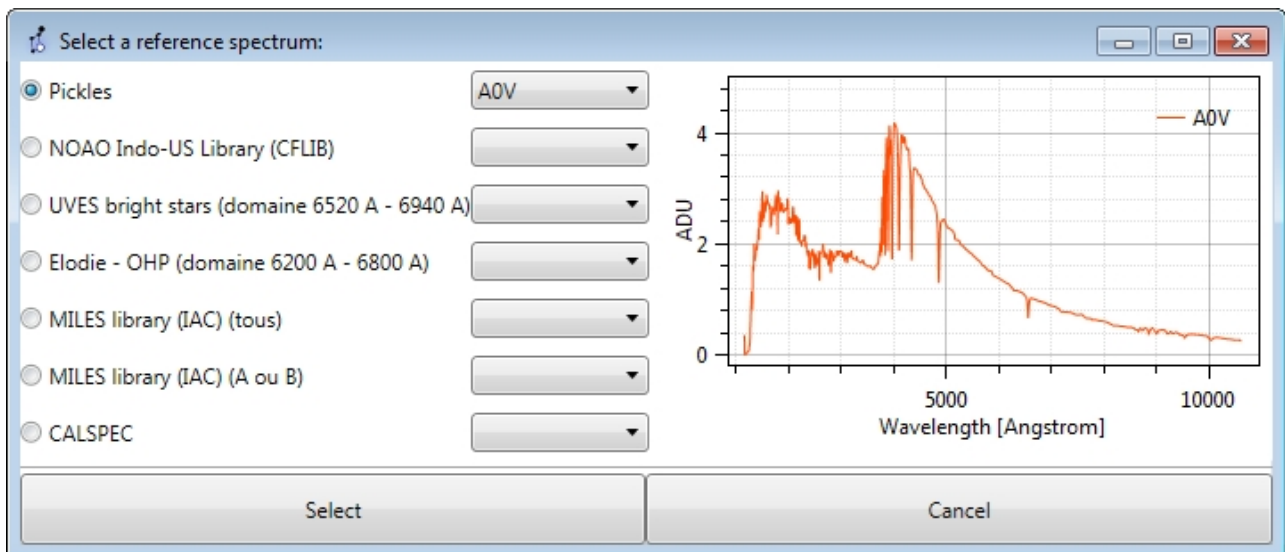 Select a reference spectrum:
Pickles
A0V
NOAO Indo-US Library (CFLIB)
UVES bright stars (domaine 6520 A - 6940 A)
Elodie - OHP (domaine 6200 A - 6800 A)
MILES library (IAC) (tous)
MILES library (IAC) (A ou B)
CALSPEC
A0V
4
2
0
ADU
5000
10000
Wavelength [Angstrom]
Select
Cancel